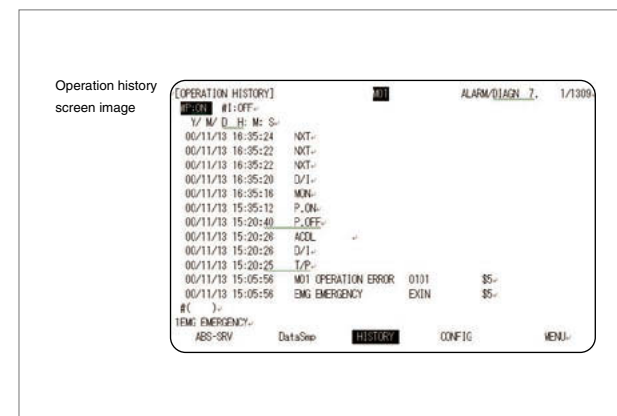 Operation history
screen image
[OPERATION HISTORY] M01 ALARM/DIAGN 7. 1/1309
#P:ON #I:OFF
Y/ M/ D H: M: S
00/11/13 16:35:24 NXT
00/11/13 16:35:22 NXT
00/11/13 16:35:22 NXT
00/11/13 16:35:20 D/I
00/11/13 16:35:16 MON
00/11/13 15:35:12 P.ON
00/11/13 15:20:40 P.OFF
00/11/13 15:20:26 ACDL
00/11/13 15:20:26 D/I
00/11/13 15:20:25 T/P
00/11/13 15:05:56 M01 OPERATION ERROR 0101 $5
00/11/13 15:05:56 EMG EMERGENCY EXIN $5
#( )
1EMG EMERGENCY
ABS-SRV DataSmp HISTORY CONFIG MENU